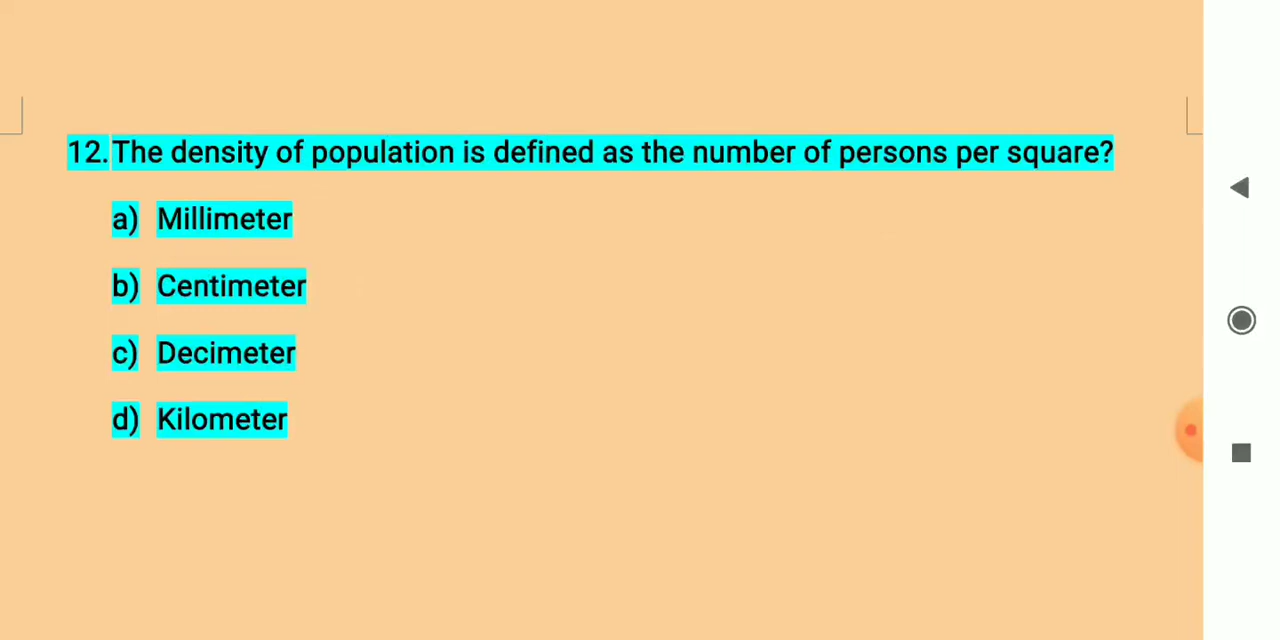 12. The density of population is defined as the number of persons per square?
a) Millimeter
b) Centimeter
c) Decimeter
d) Kilometer